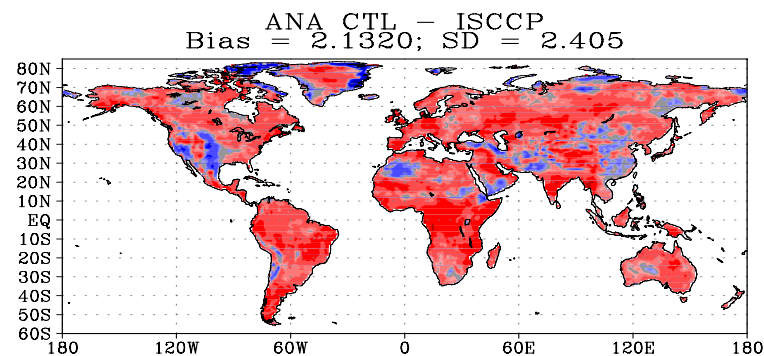 ANA CTL − ISCCP
Bias = 2.1320; SD = 2.405
80N
70N
60N
50N
40N
30N
20N
10N
EQ
10S
20S
30S
40S
50S
60S
180 120W 60W 0 60E 120E 180